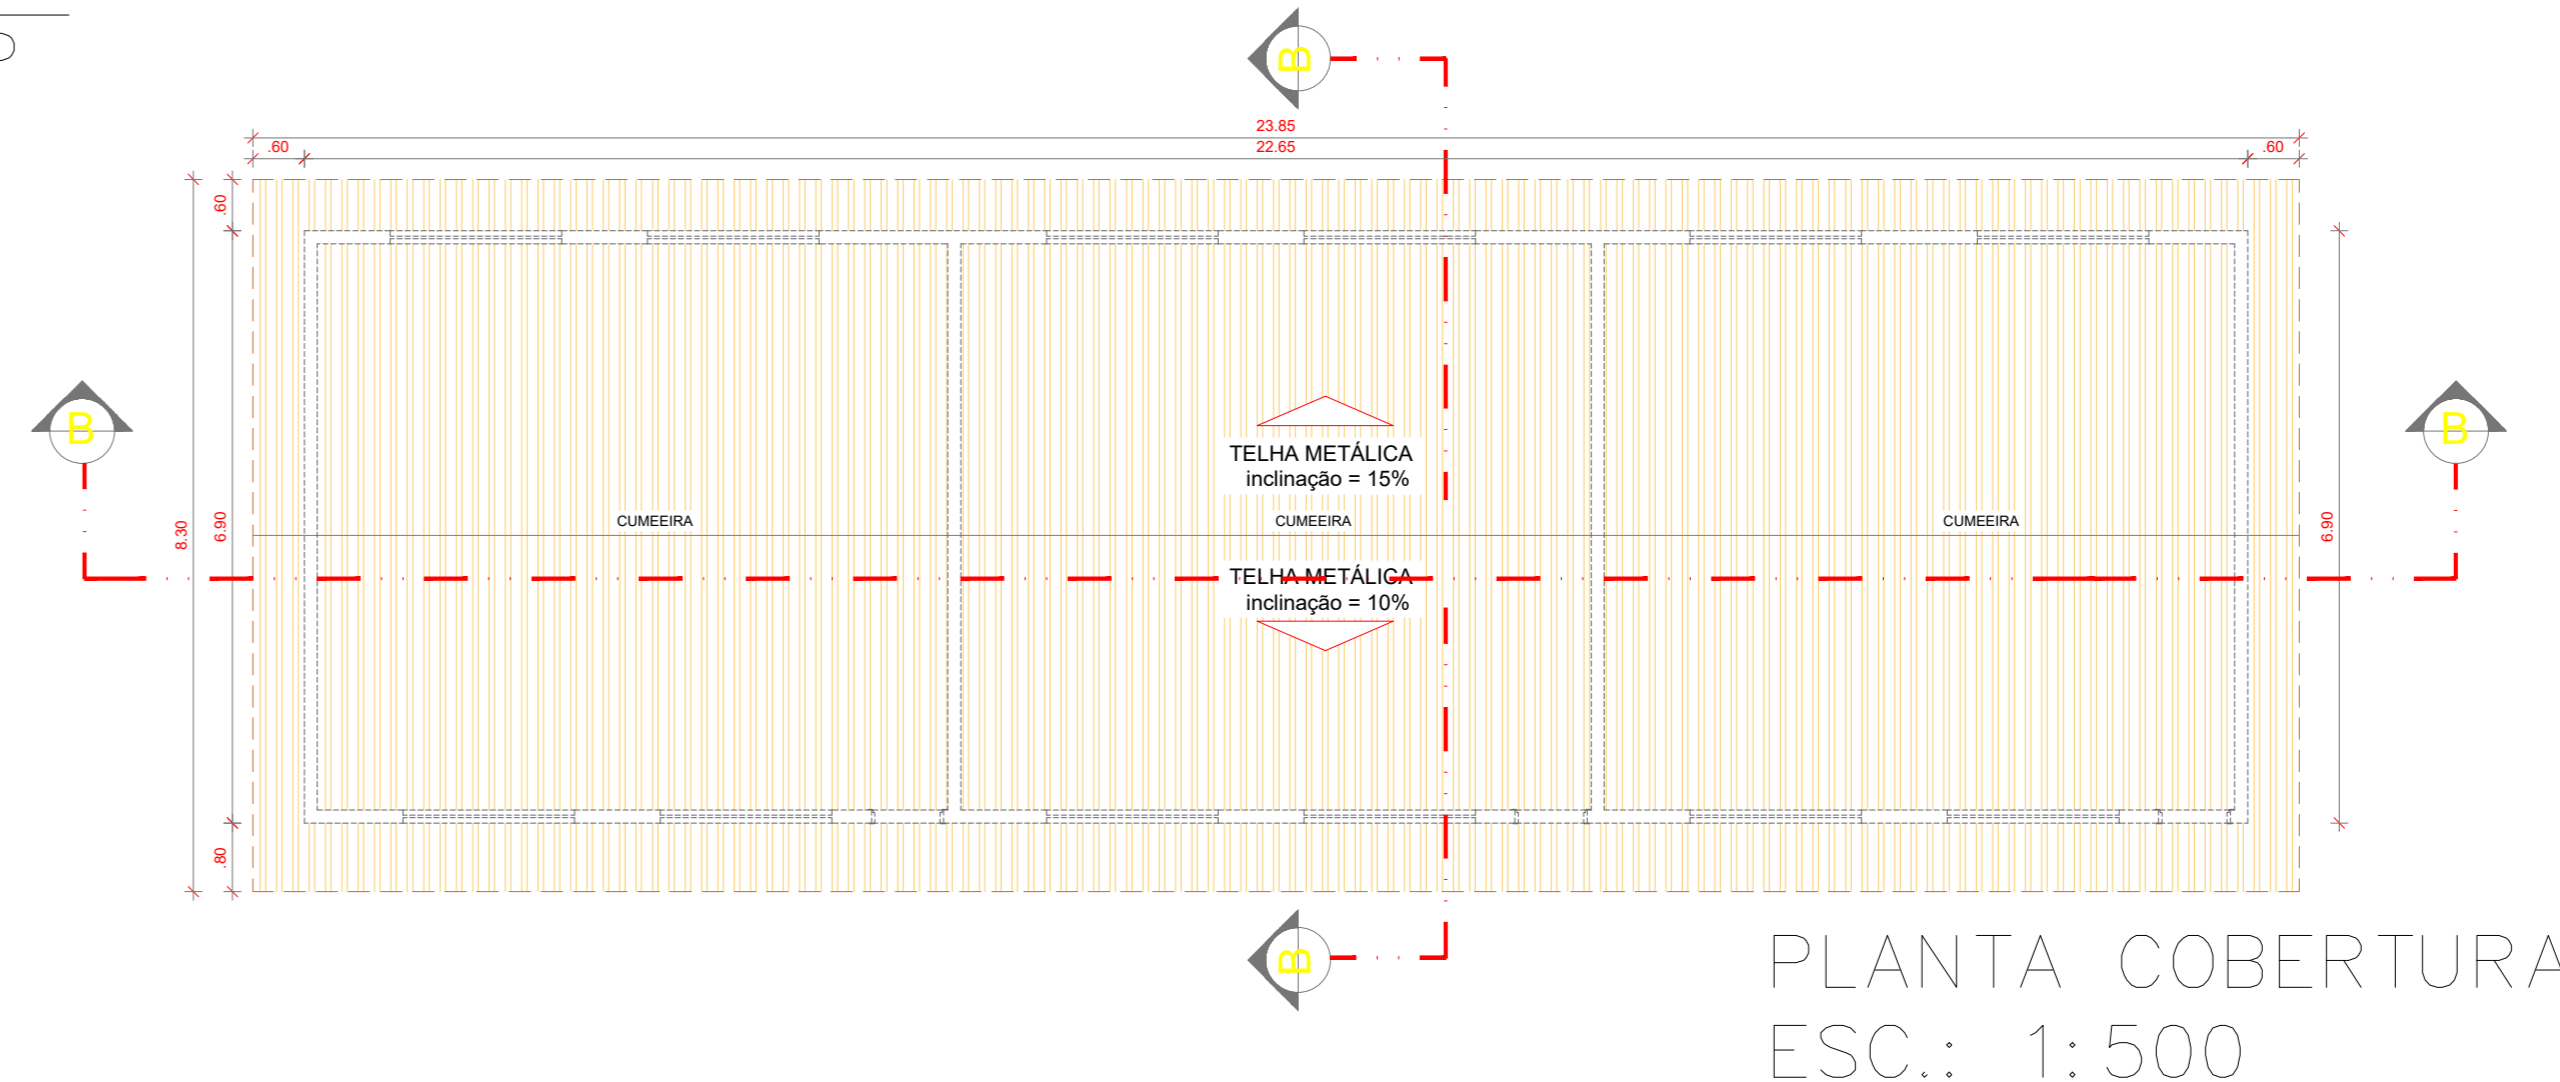 B
23.85
.60
22.65
.60
.60
B
B
TELHA METÁLICA
inclinação = 15%
8.30
6.90
CUMEEIRA
CUMEEIRA
CUMEEIRA
6.90
TELHA METÁLICA
inclinação = 10%
.80
B
PLANTA COBERTURA
ESC.: 1:500